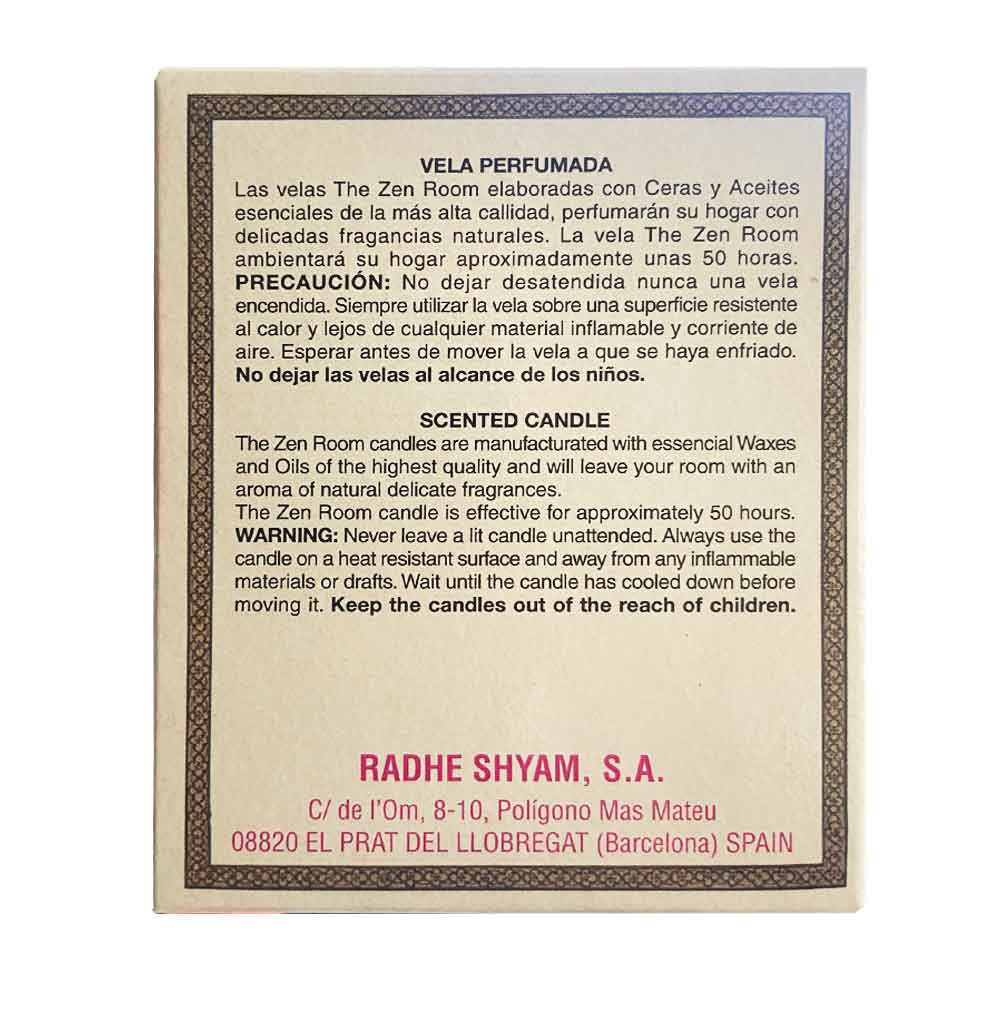 VELA PERFUMADA
Las velas The Zen Room elaboradas con Ceras y Aceites
esenciales de la más alta callidad, perfumarán su hogar con
delicadas fragancias naturales. La vela The Zen Room
ambientará su hogar aproximadamente unas 50 horas.
PRECAUCIÓN: No dejar desatendida nunca una vela
encendida. Siempre utilizar la vela sobre una superficie resistente
al calor y lejos de cualquier material inflamable y corriente de
aire. Esperar antes de mover la vela a que se haya enfriado.
No dejar las velas al alcance de los niños.
SCENTED CANDLE
The Zen Room candles are manufacturated with essencial Waxes
and Oils of the highest quality and will leave your room with an
aroma of natural delicate fragrances.
The Zen Room candle is effective for approximately 50 hours.
WARNING: Never leave a lit candle unattended. Always use the
candle on a heat resistant surface and away from any inflammable
materials or drafts. Wait until the candle has cooled down before
moving it. Keep the candles out of the reach of children.
RADHE SHYAM, S.A.
C/ de l'Om, 8-10, Polígono Mas Mateu
08820 EL PRAT DEL LLOBREGAT (Barcelona) SPAIN